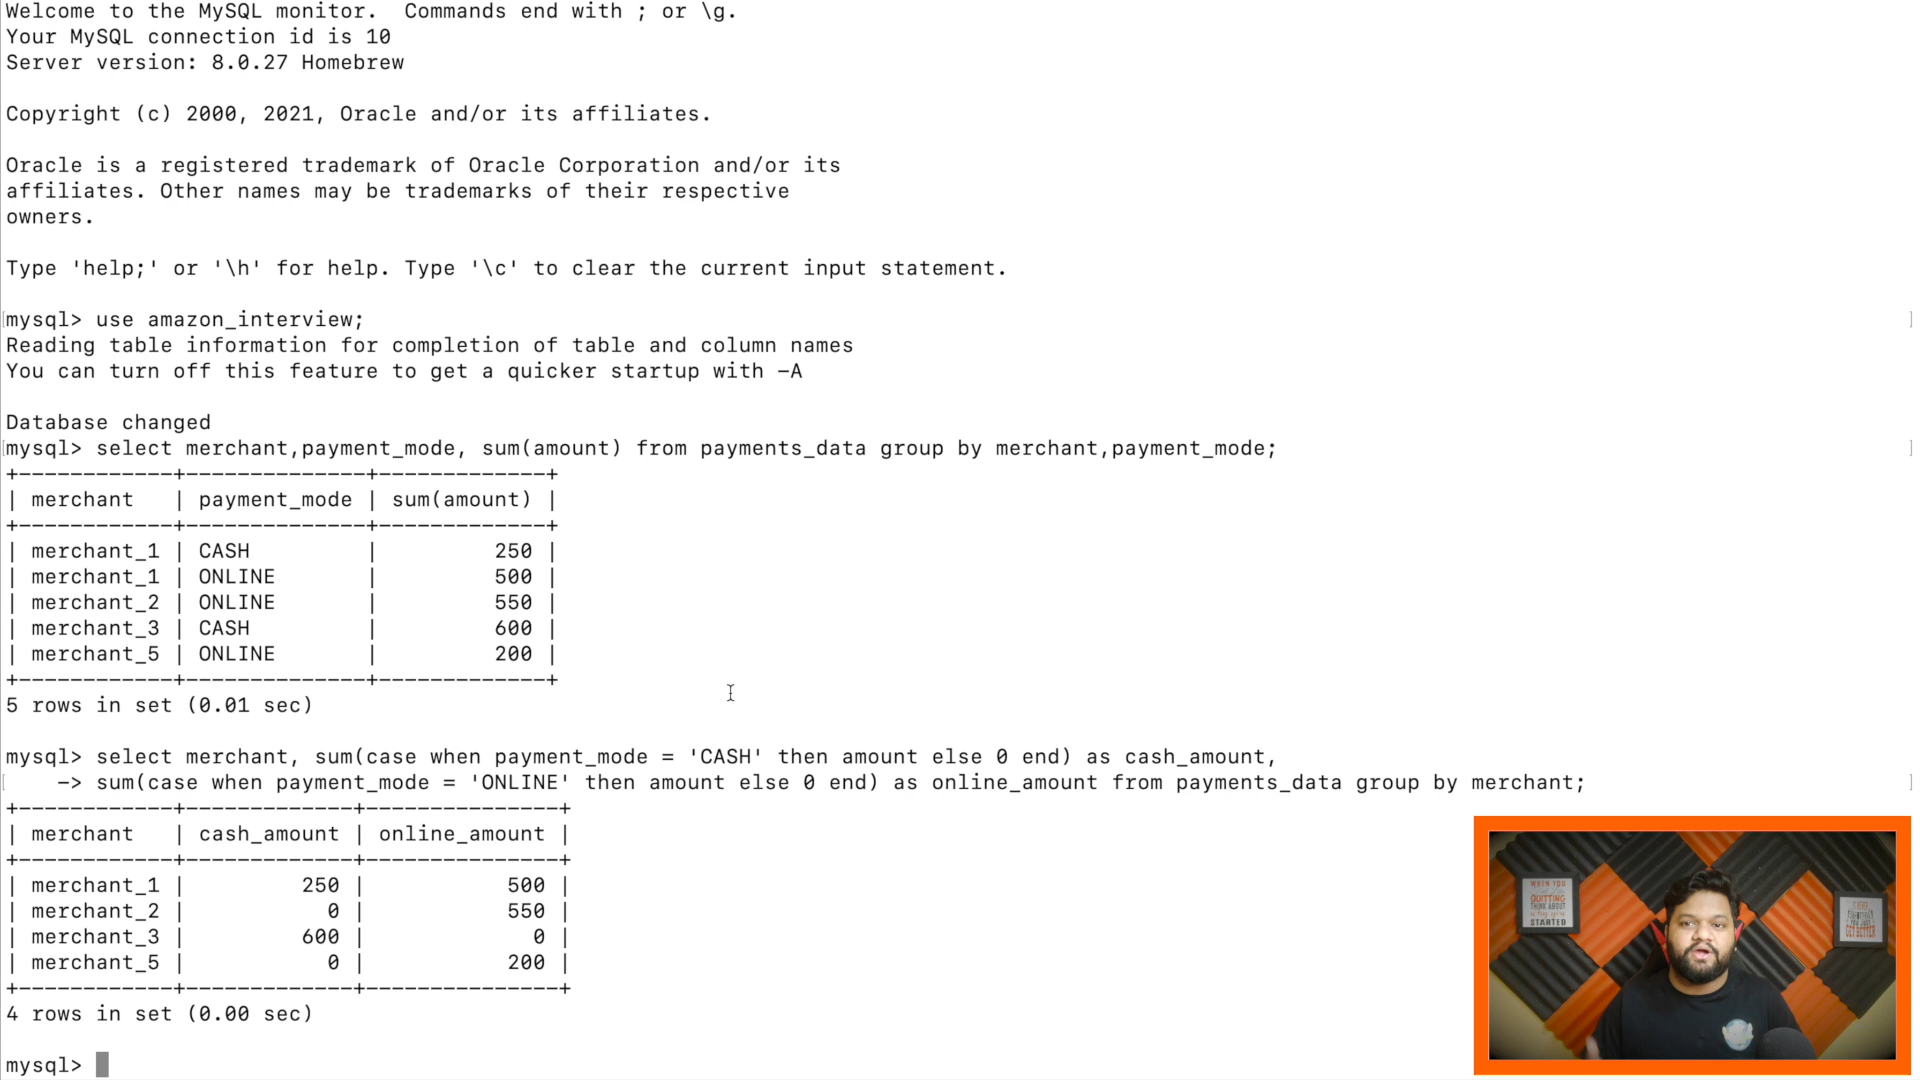 Welcome to the MySQL monitor.  Commands end with ; or \g.
Your MySQL connection id is 10
Server version: 8.0.27 Homebrew
Copyright (c) 2000, 2021, Oracle and/or its affiliates.
Oracle is a registered trademark of Oracle Corporation and/or its
affiliates. Other names may be trademarks of their respective
owners.
Type 'help;' or '\h' for help. Type '\c' to clear the current input statement.
mysql> use amazon_interview;
Reading table information for completion of table and column names
You can turn off this feature to get a quicker startup with -A
Database changed
mysql> select merchant,payment_mode, sum(amount) from payments_data group by merchant,payment_mode;
+------------+--------------+-------------+
| merchant   | payment_mode | sum(amount) |
+------------+--------------+-------------+
| merchant_1 | CASH         |         250 |
| merchant_1 | ONLINE       |         500 |
| merchant_2 | ONLINE       |         550 |
| merchant_3 | CASH         |         600 |
| merchant_5 | ONLINE       |         200 |
+------------+--------------+-------------+
5 rows in set (0.01 sec)
mysql> select merchant, sum(case when payment_mode = 'CASH' then amount else 0 end) as cash_amount,
    -> sum(case when payment_mode = 'ONLINE' then amount else 0 end) as online_amount from payments_data group by merchant;
+------------+-------------+---------------+
| merchant   | cash_amount | online_amount |
+------------+-------------+---------------+
| merchant_1 |         250 |           500 |
| merchant_2 |           0 |           550 |
| merchant_3 |         600 |             0 |
| merchant_5 |           0 |           200 |
+------------+-------------+---------------+
4 rows in set (0.00 sec)
mysql>
WHEN YOU
QUITTING
THINK ABOUT
STARTED
GET BETTER